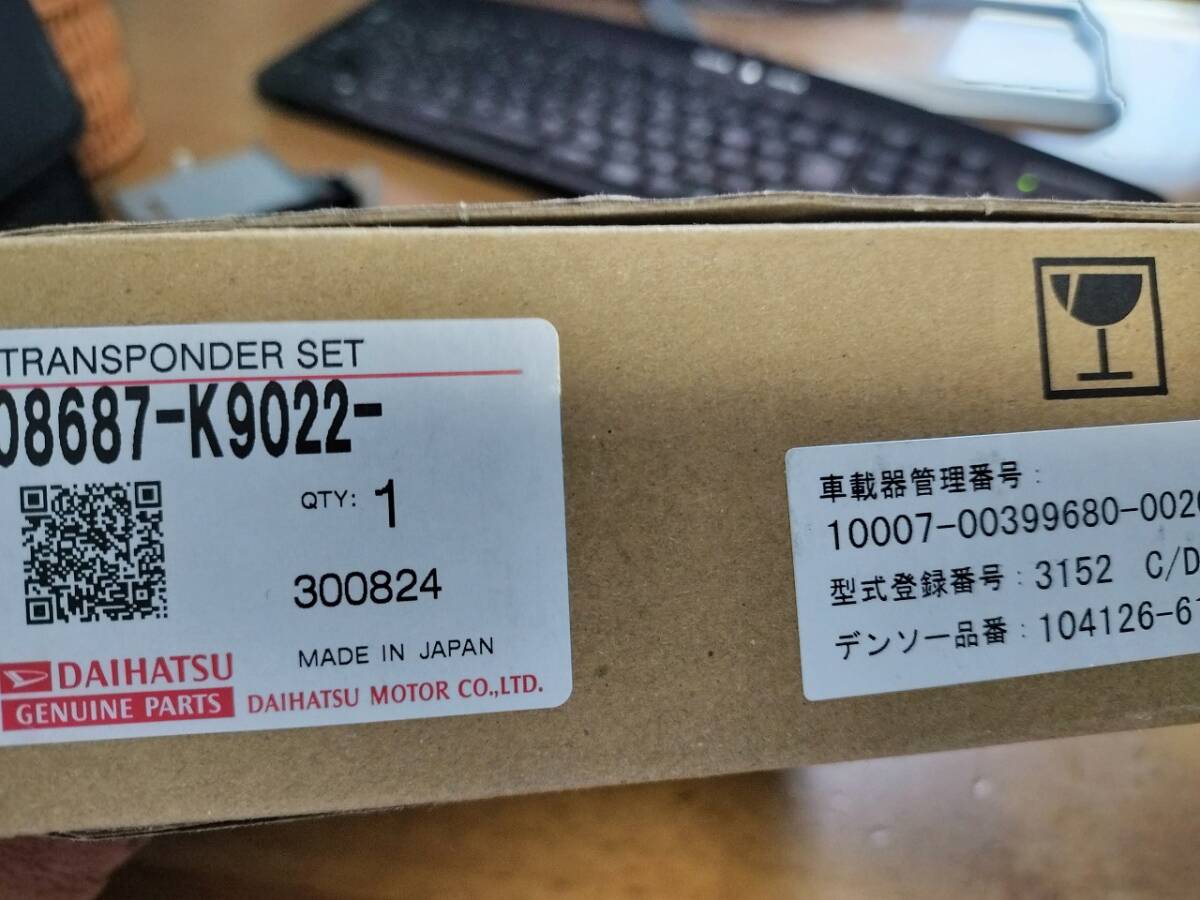 TRANSPONDER SET
08687-K9022-
QTY: 1
300824
MADE IN JAPAN
DAIHATSU
GENUINE PARTS
DAIHATSU MOTOR CO.,LTD.
車載器管理番号:
10007-00399680-002
型式登録番号:3152 C/D
デンソー品番:104126-61